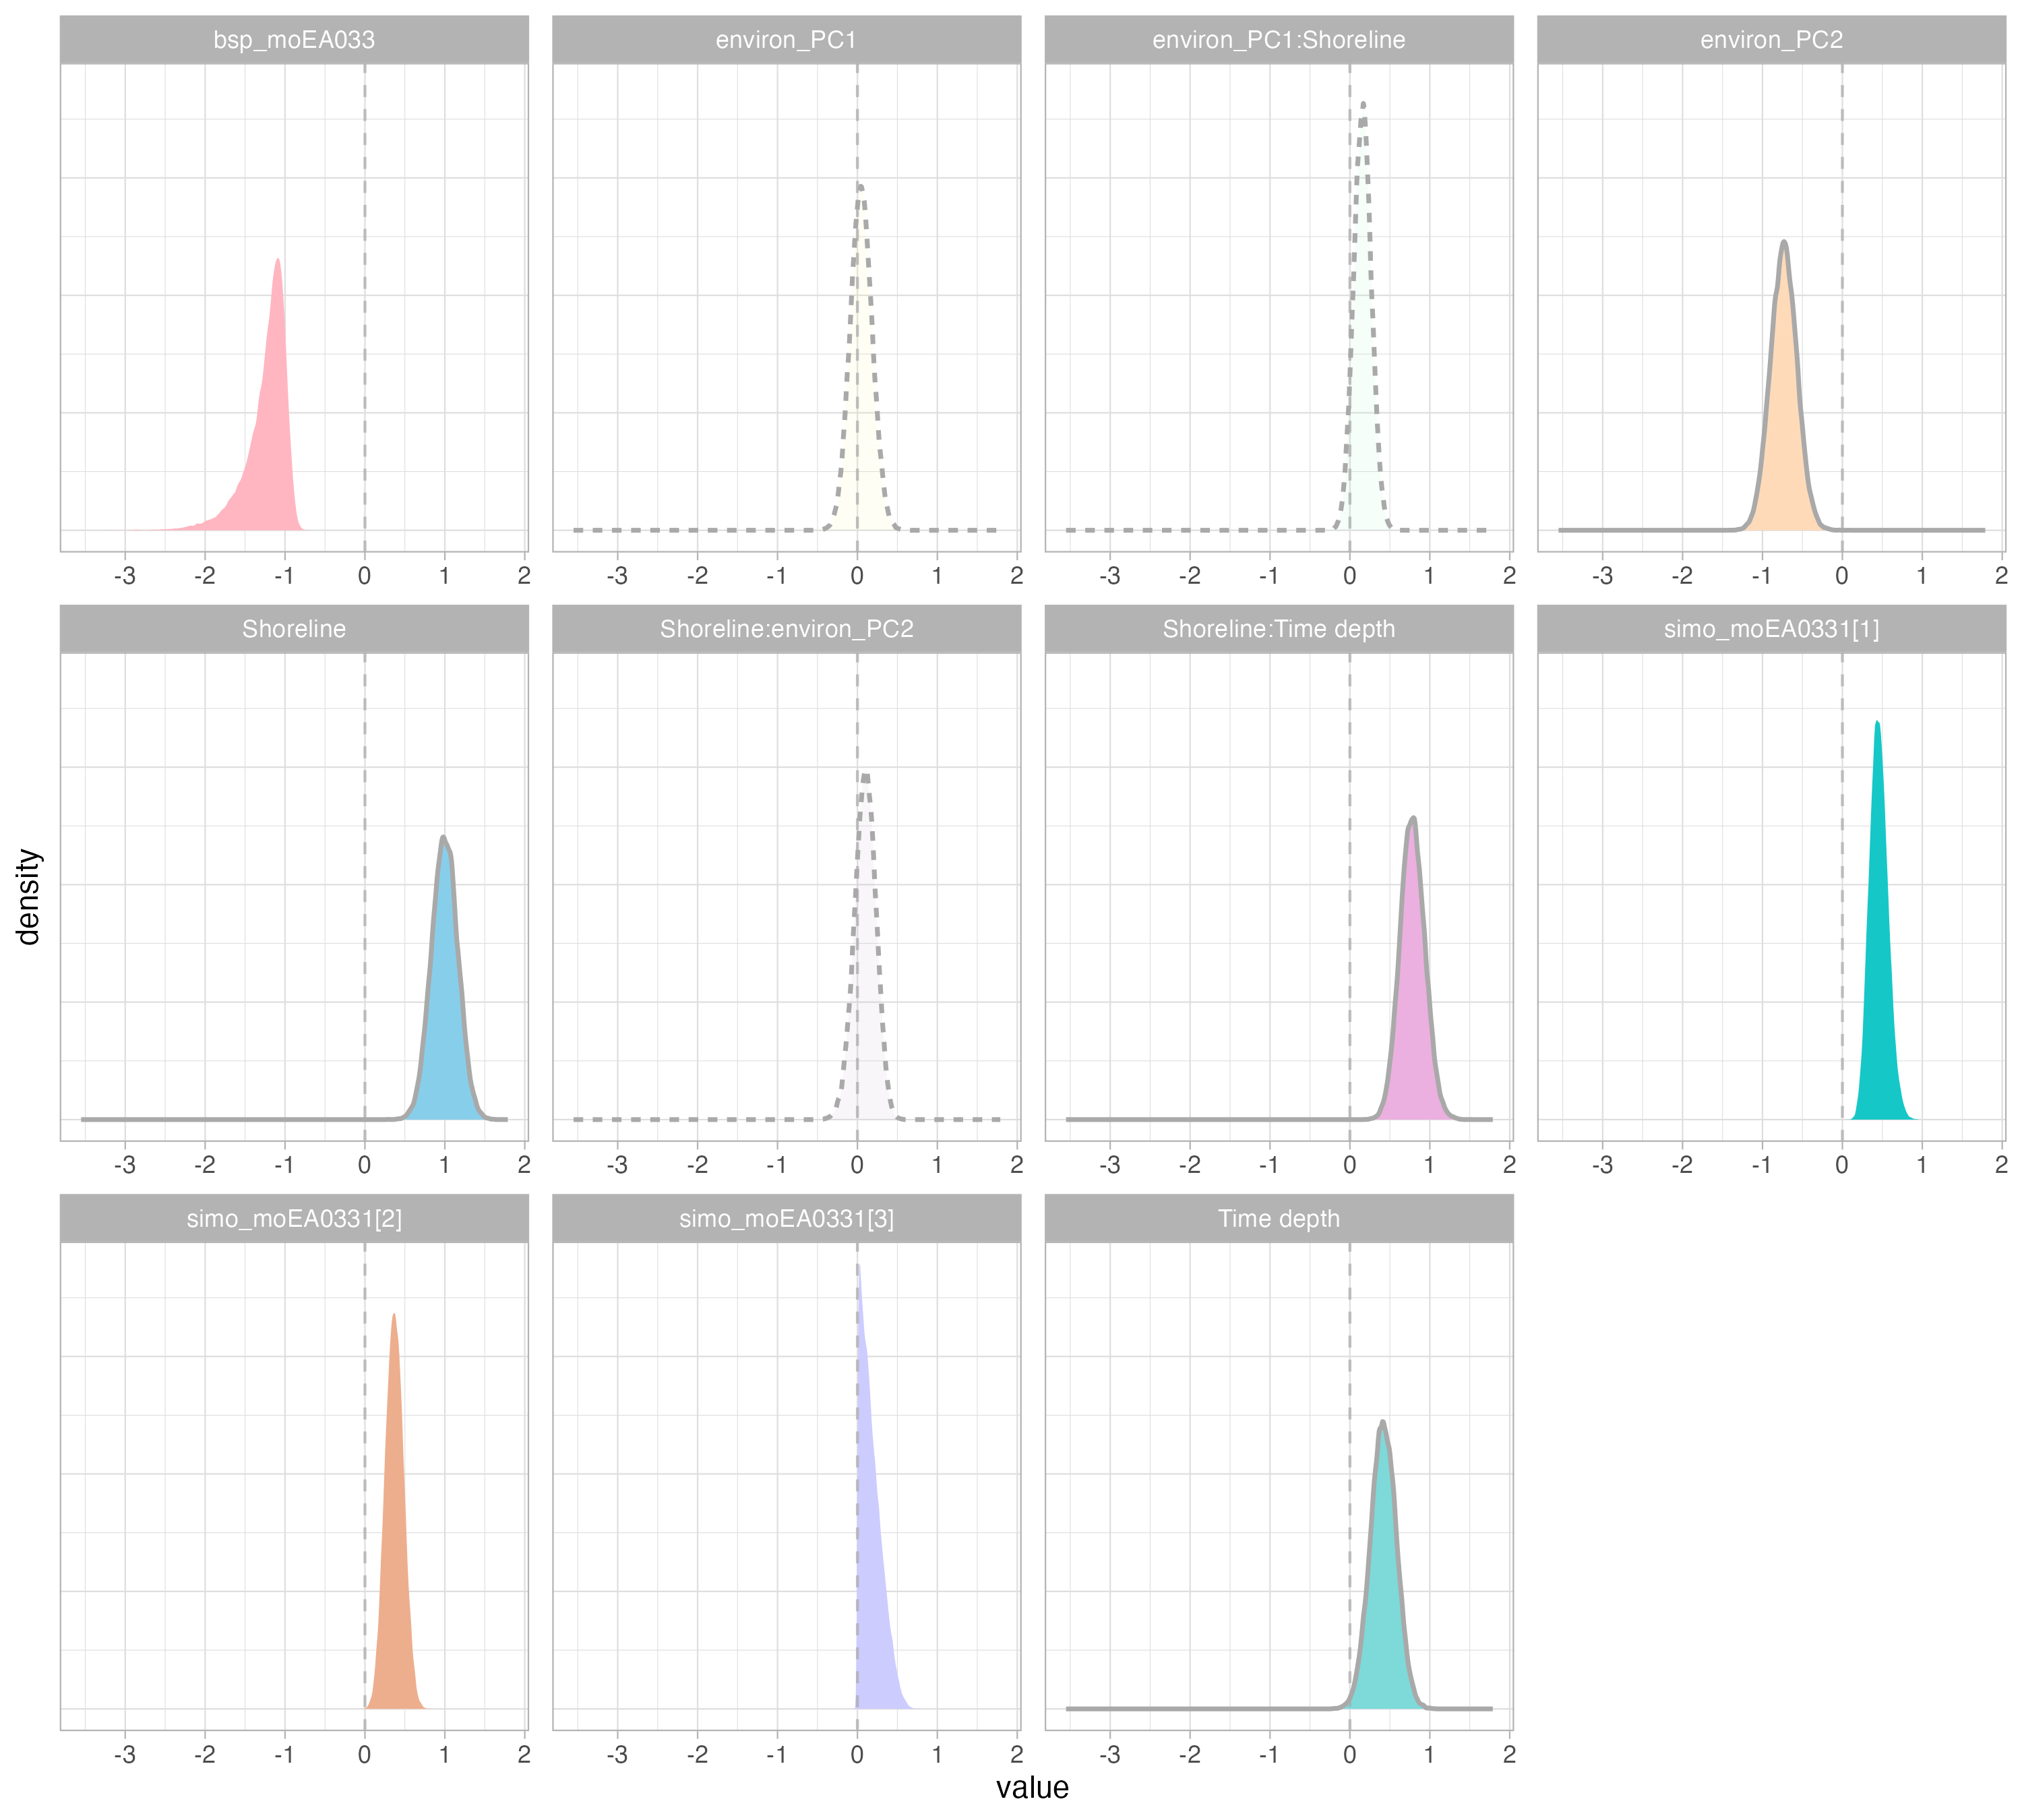 bsp_moEA033
environ_PC1
environ_PC1:Shoreline
environ_PC2
-3 -2 -1 0 1 2
-3 -2 -1 0 1 2
-3 -2 -1 0 1 2
-3 -2 -1 0 1 2
Shoreline
Shoreline:environ_PC2
Shoreline:Time depth
simo_moEA0331[1]
density
-3 -2 -1 0 1 2
-3 -2 -1 0 1 2
-3 -2 -1 0 1 2
-3 -2 -1 0 1 2
simo_moEA0331[2]
simo_moEA0331[3]
Time depth
-3 -2 -1 0 1 2
-3 -2 -1 0 1 2
-3 -2 -1 0 1 2
value